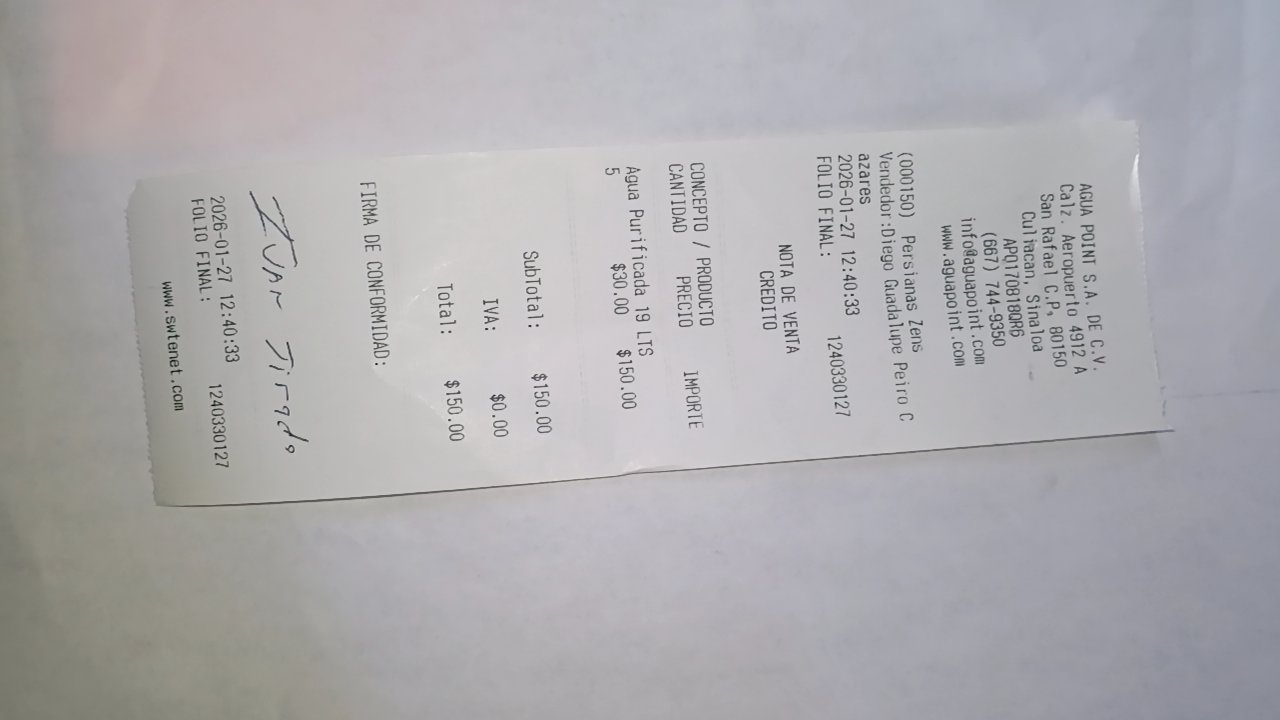 AGUA POINT S.A. DE C.V.
Calz. Aeropuerto 4912 A
San Rafael C.P. 80150
Culiacan, Sinaloa
APO170818QR6
(667) 744-9350
info@aguapoint.com
www.aguapoint.com
(000150) Persianas Zens
Vendedor:Diego Guadalupe Peiro C
azares
2026-01-27 12:40:33
FOLIO FINAL: 1240330127
NOTA DE VENTA
CREDITO
CONCEPTO / PRODUCTO
CANTIDAD PRECIO IMPORTE
Agua Purificada 19 LTS
5 $30.00 $150.00
SubTotal: $150.00
IVA: $0.00
Total: $150.00
FIRMA DE CONFORMIDAD:
IVAN Tirado
2026-01-27 12:40:33
FOLIO FINAL: 1240330127
www.swtenet.com